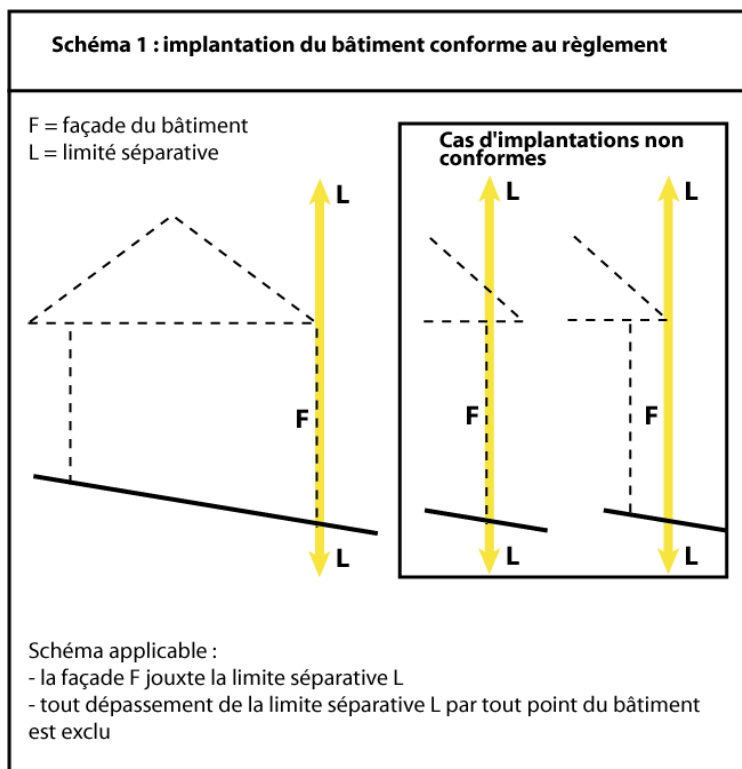 Schéma 1 : implantation du bâtiment conforme au règlement
F = façade du bâtiment
L = limité séparative
Cas d'implantations non
conformes
L
L
L
F
F
F
L
L
L
Schéma applicable :
- la façade F jouxte la limite séparative L
- tout dépassement de la limite séparative L par tout point du bâtiment
est exclu